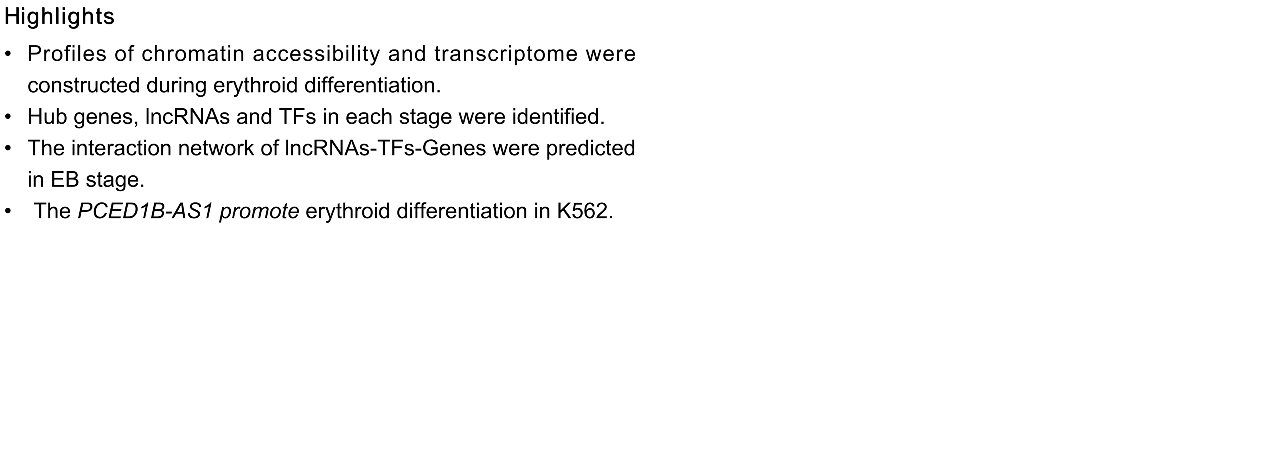 Highlights
• Profiles of chromatin accessibility and transcriptome were
constructed during erythroid differentiation.
• Hub genes, lncRNAs and TFs in each stage were identified.
• The interaction network of lncRNAs-TFs-Genes were predicted
in EB stage.
• The PCED1B-AS1 promote erythroid differentiation in K562.